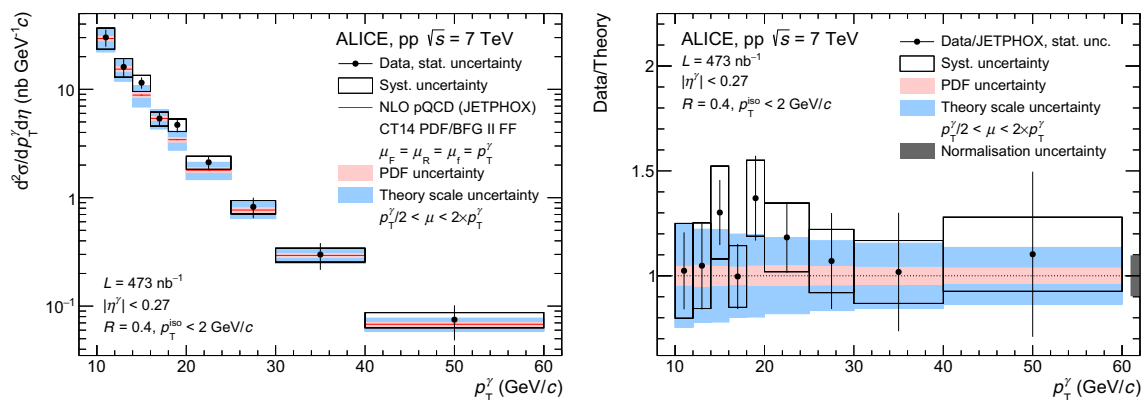 ALICE, pp √s = 7 TeV
Data, stat. uncertainty
Syst. uncertainty
NLO pQCD (JETPHOX)
CT14 PDF/BFG II FF
μ_F = μ_R = μ_f = p_T^γ
PDF uncertainty
Theory scale uncertainty
p_T^γ/2 < μ < 2×p_T^γ
L = 473 nb⁻¹
|η^γ| < 0.27
R = 0.4, p_T^iso < 2 GeV/c
d²σ/dp_T^γdη (nb GeV⁻¹c)
10
1
10⁻¹
10 20 30 40 50 60
p_T^γ (GeV/c)
ALICE, pp √s = 7 TeV
L = 473 nb⁻¹
|η^γ| < 0.27
R = 0.4, p_T^iso < 2 GeV/c
Data/JETPHOX, stat. unc.
Syst. uncertainty
PDF uncertainty
Theory scale uncertainty
p_T^γ/2 < μ < 2×p_T^γ
Normalisation uncertainty
Data/Theory
2
1.5
1
10 20 30 40 50 60
p_T^γ (GeV/c)